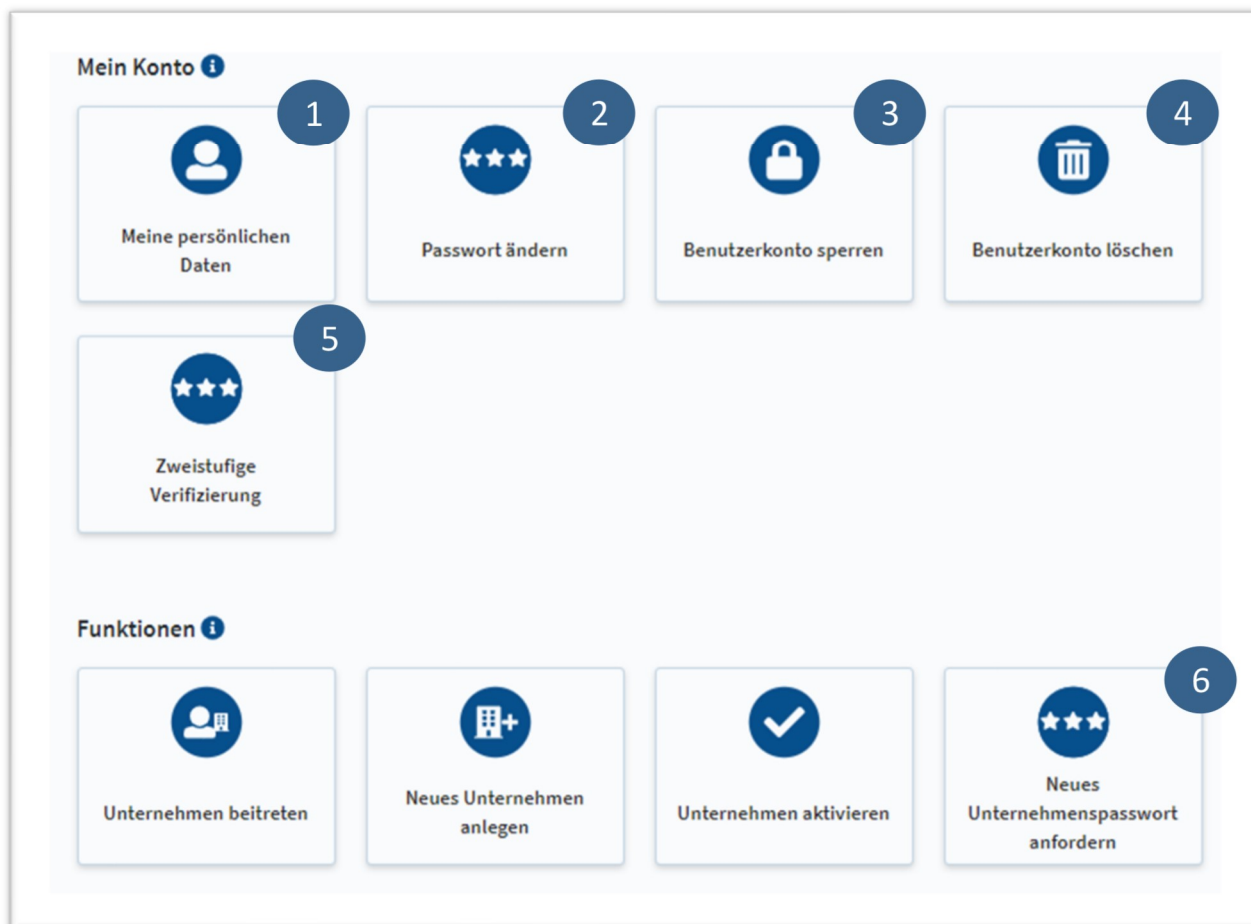 Mein Konto
1
2
3
4
Meine persönlichen
Daten
Passwort ändern
Benutzerkonto sperren
Benutzerkonto löschen
5
Zweistufige
Verifizierung
Funktionen
6
Unternehmen beitreten
Neues Unternehmen
anlegen
Unternehmen aktivieren
Neues
Unternehmenspasswort
anfordern